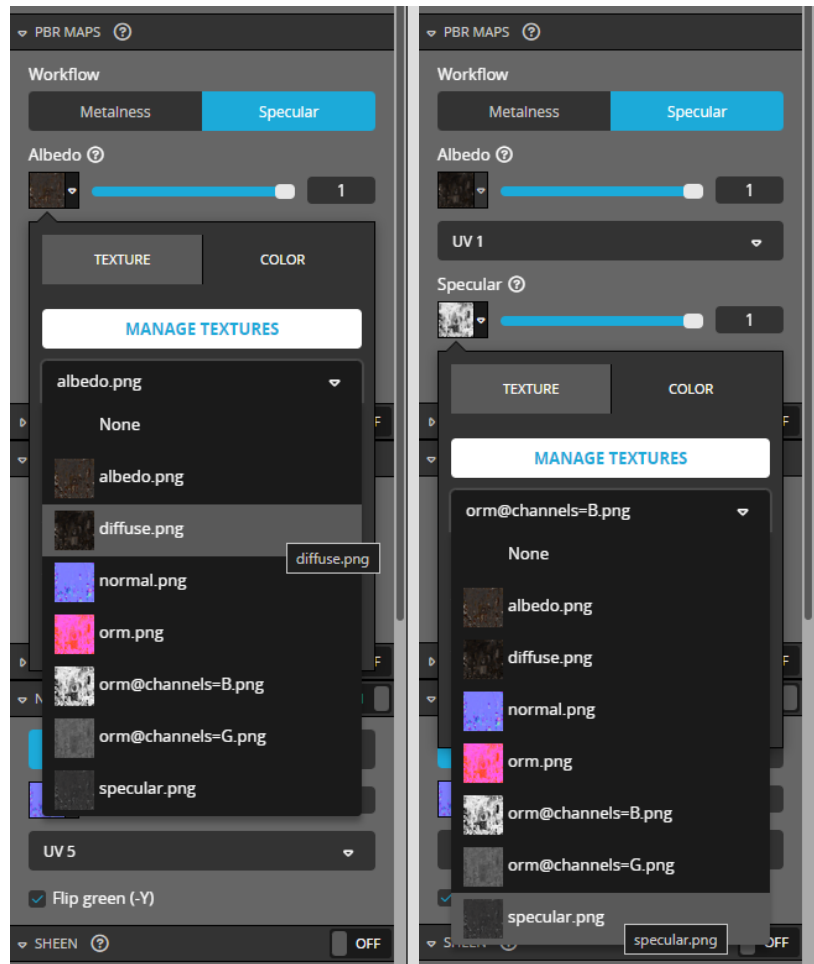 PBR MAPS
Workflow
Metalness Specular
Albedo
1
TEXTURE COLOR
MANAGE TEXTURES
albedo.png
None
albedo.png
diffuse.png
diffuse.png
normal.png
orm.png
orm@channels=B.png
orm@channels=G.png
specular.png
UV 5
Flip green (-Y)
SHEEN OFF
PBR MAPS
Workflow
Metalness Specular
Albedo
1
UV 1
Specular
1
TEXTURE COLOR
MANAGE TEXTURES
orm@channels=B.png
None
albedo.png
diffuse.png
normal.png
orm.png
orm@channels=B.png
orm@channels=G.png
specular.png
specular.png